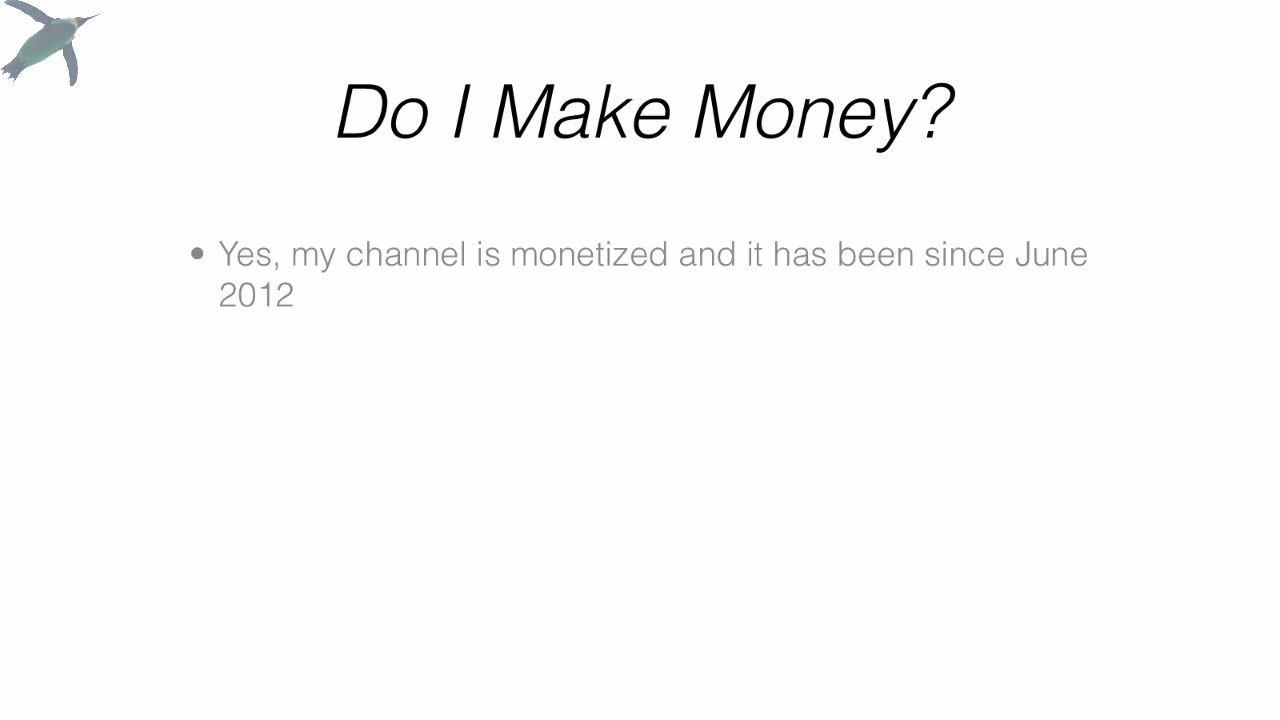 Do I Make Money?
• Yes, my channel is monetized and it has been since June
2012